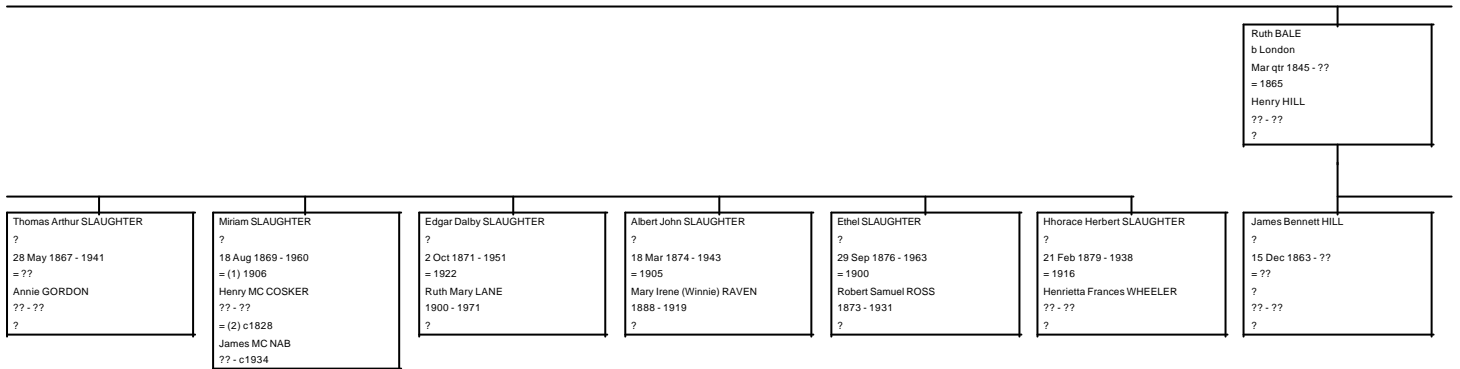 Ruth BALE
b London
Mar qtr 1845 - ??
= 1865
Henry HILL
?? - ??
?
Thomas Arthur SLAUGHTER
?
28 May 1867 - 1941
= ??
Annie GORDON
?? - ??
?
Miriam SLAUGHTER
?
18 Aug 1869 - 1960
= (1) 1906
Henry MC COSKER
?? - ??
= (2) c1828
James MC NAB
?? - c1934
Edgar Dalby SLAUGHTER
?
2 Oct 1871 - 1951
= 1922
Ruth Mary LANE
1900 - 1971
?
Albert John SLAUGHTER
?
18 Mar 1874 - 1943
= 1905
Mary Irene (Winnie) RAVEN
1888 - 1919
?
Ethel SLAUGHTER
?
29 Sep 1876 - 1963
= 1900
Robert Samuel ROSS
1873 - 1931
?
Hhorace Herbert SLAUGHTER
?
21 Feb 1879 - 1938
= 1916
Henrietta Frances WHEELER
?? - ??
?
James Bennett HILL
?
15 Dec 1863 - ??
= ??
?
?? - ??
?